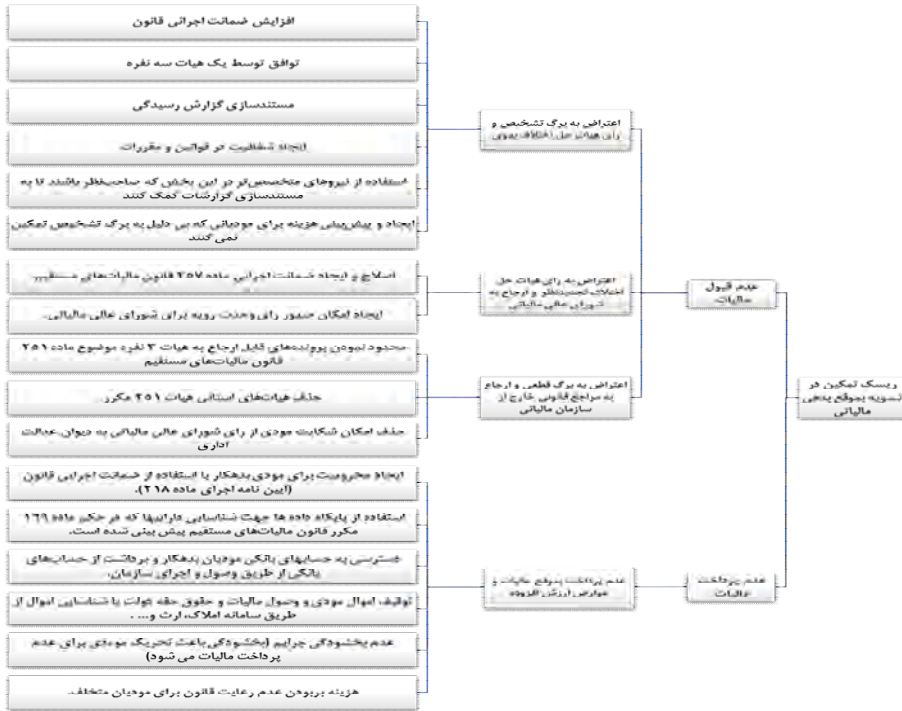 ریسک تمکین در
تسویه بموقع بدهی
مالیاتی
عدم قبول
مالیات
عدم پرداخت
مالیات
اعتراض به برگ تشخیص و
رای هیات حل اختلاف بدوی
اعتراض به رای هیات حل
اختلاف تجدیدنظر و ارجاع به
شورای عالی مالیاتی
اعتراض به برگ قطعی و ارجاع
به مراجع قانونی خارج از
سازمان مالیاتی
عدم پرداخت بموقع مالیات و
عوارض ارزش افزوده
افزایش ضمانت اجرائی قانون
توافق توسط یک هیات سه نفره
مستندسازی گزارش رسیدگی
ایجاد شفافیت در قوانین و مقررات
استفاده از نیروهای متخصص‌تر در این بخش که صاحب‌نظر باشند تا به
مستندسازی گزارشات کمک کنند
ایجاد و پیش‌بینی هزینه برای مودیانی که بی دلیل به برگ تشخیص تمکین
نمی کنند
اصلاح و ایجاد ضمانت اجرایی ماده ۲۵۷ قانون مالیات‌های مستقیم
ایجاد امکان صدور رای وحدت رویه برای شورای عالی مالیاتی.
محدود نمودن پرونده‌های قابل ارجاع به هیات ۳ نفره موضوع ماده ۲۵۱
قانون مالیات‌های مستقیم
حذف هیات‌های استانی هیات ۲۵۱ مکرر.
حذف امکان شکایت مودی از رای شورای عالی مالیاتی به دیوان عدالت
اداری
ایجاد محرومیت برای مودی بدهکار با استفاده از ضمانت اجرایی قانون
(آیین نامه اجرای ماده ۲۱۸).
استفاده از پایگاه داده ها جهت شناسایی دارایها که در حکم ماده ۱۶۹
مکرر قانون مالیات‌های مستقیم پیش بینی شده است.
دسترسی به حسابهای بانکی مودیان بدهکار و برداشت از حساب‌های
بانکی از طریق وصول و اجرای سازمان.
توقیف اموال مودی و وصول مالیات و حقوق حقه دولت با شناسایی اموال از
طریق سامانه املاک، ارث و... .
عدم بخشودگی جرایم (بخشودگی باعث تحریک مودی برای عدم
پرداخت مالیات می شود)
هزینه بربودن عدم رعایت قانون برای مودیان متخلف.